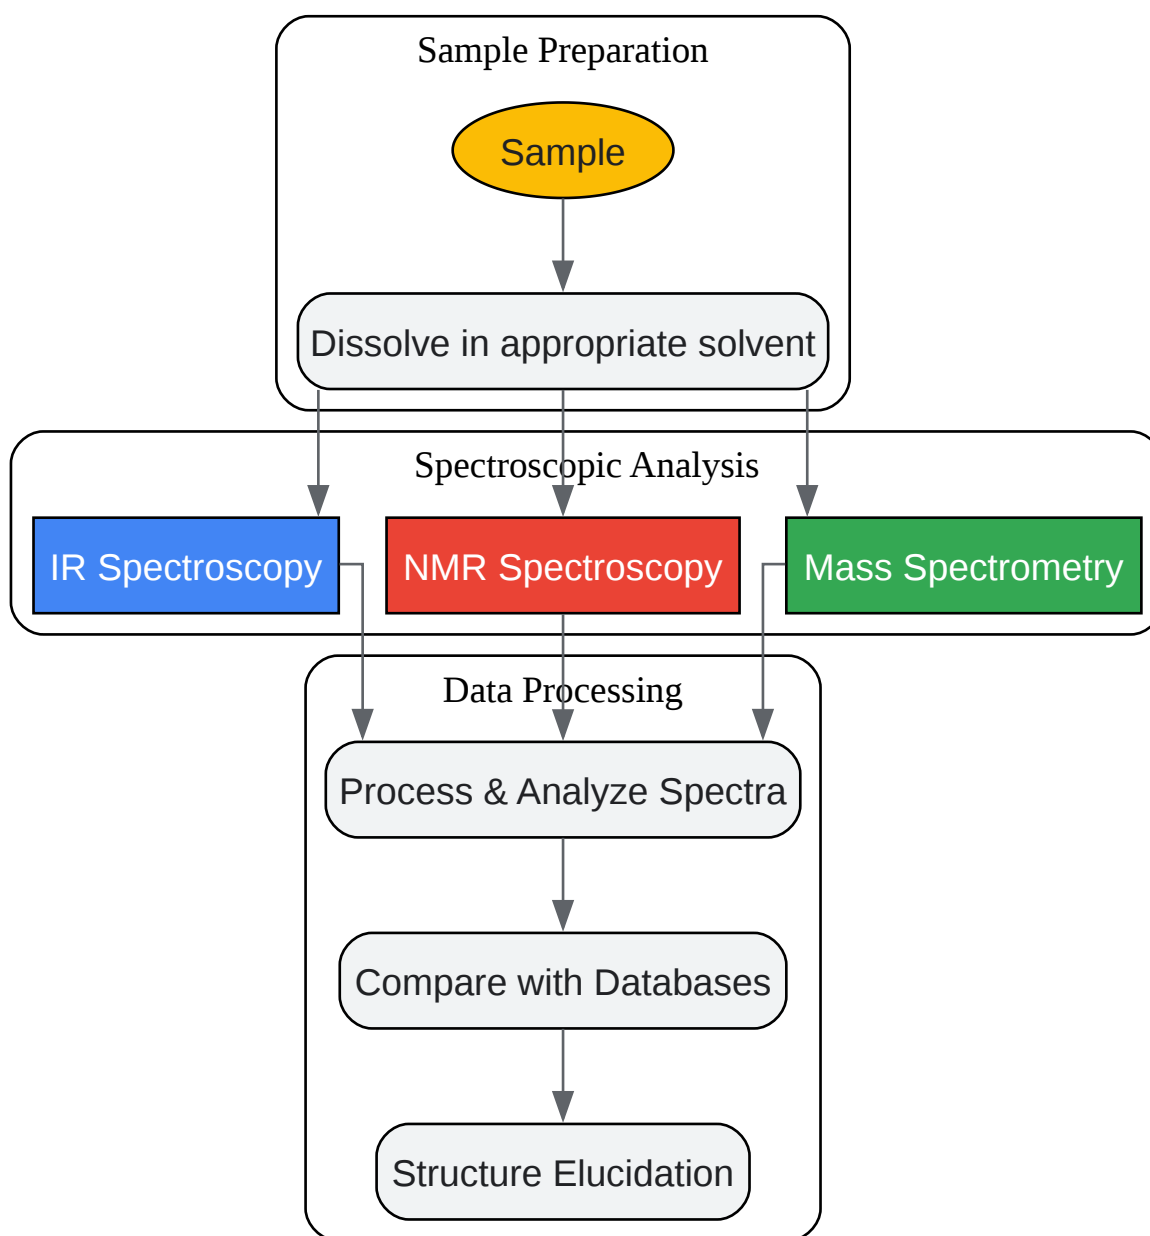 Sample Preparation
Sample
Dissolve in appropriate solvent
Spectroscopic Analysis
IR Spectroscopy
NMR Spectroscopy
Mass Spectrometry
Data Processing
Process & Analyze Spectra
Compare with Databases
Structure Elucidation